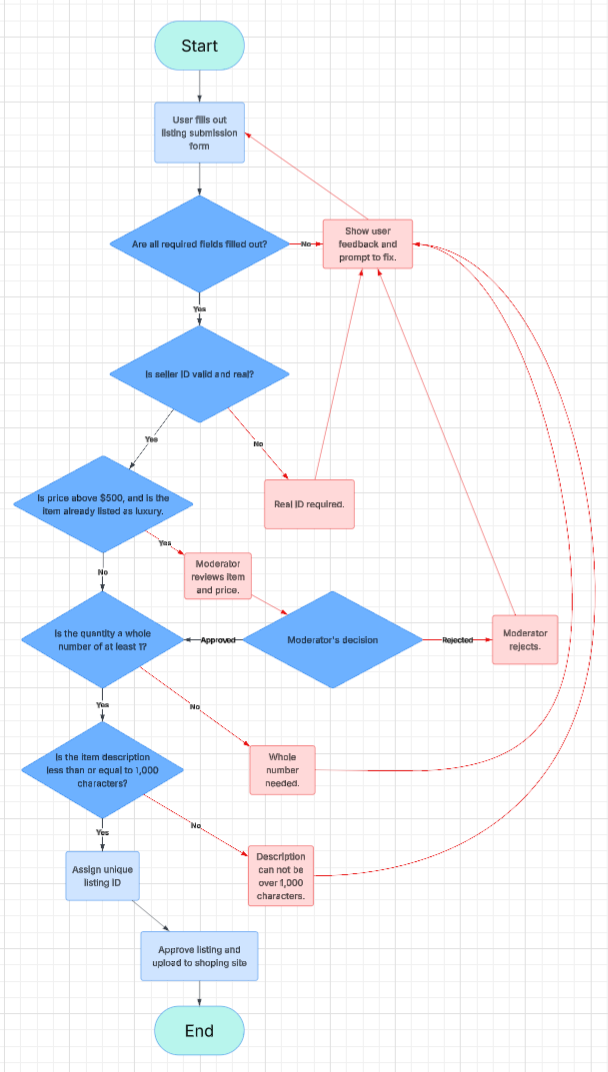 Start
User fills out
listing submission
form
Are all required fields filled out?
No
Show user
feedback and
prompt to fix.
Yes
Is seller ID valid and real?
Yes
No
Is price above $500, and is the
item already listed as luxury.
Real ID required.
Yes
No
Moderator
reviews item
and price.
Is the quantity a whole
number of at least 1?
Approved
Moderator's decision
Rejected
Moderator
rejects.
Yes
No
Is the item description
less than or equal to 1,000
characters?
Whole
number
needed.
Yes
No
Assign unique
listing ID
Description
can not be
over 1,000
characters.
Approve listing and
upload to shoping site
End